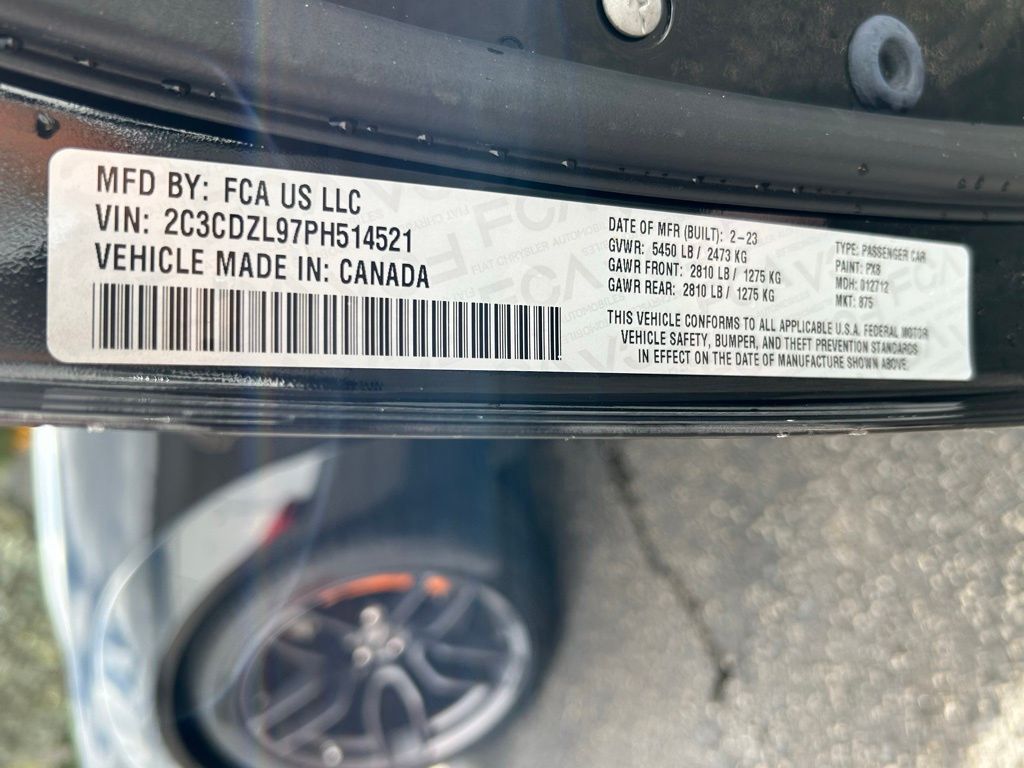 MFD BY: FCA US LLC
VIN: 2C3CDZL97PH514521
VEHICLE MADE IN: CANADA
DATE OF MFR (BUILT): 2-23
GVWR: 5450 LB / 2473 KG
GAWR FRONT: 2810 LB / 1275 KG
GAWR REAR: 2810 LB / 1275 KG
TYPE: PASSENGER CAR
PAINT: PX8
MDH: 012712
MKT: 875
THIS VEHICLE CONFORMS TO ALL APPLICABLE U.S.A. FEDERAL MOTOR
VEHICLE SAFETY, BUMPER, AND THEFT PREVENTION STANDARDS
IN EFFECT ON THE DATE OF MANUFACTURE SHOWN ABOVE.